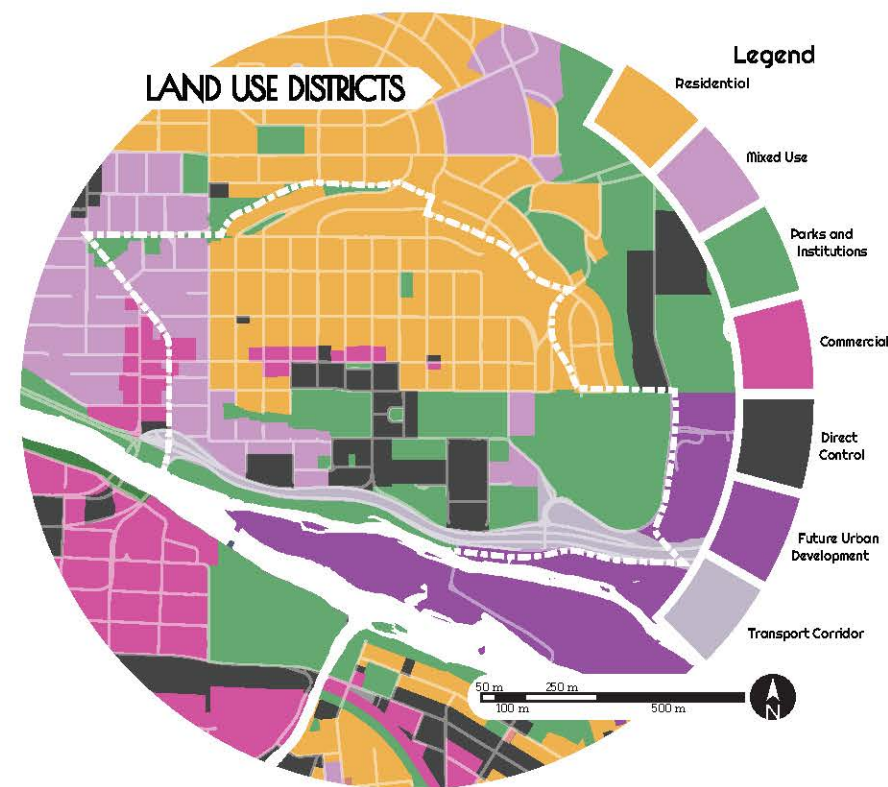 LAND USE DISTRICTS
Legend
Residential
Mixed Use
Parks and
Institutions
Commercial
Direct
Control
Future Urban
Development
Transport Corridor
50 m 250 m
100 m 500 m
N